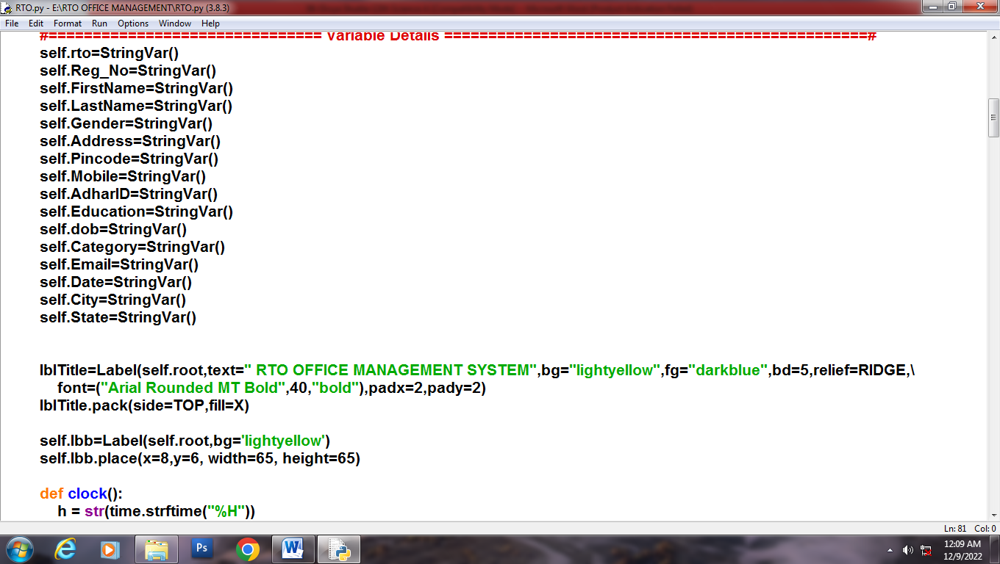 RTO.py - E:\RTO OFFICE MANAGEMENT\RTO.py (3.8.3)
File Edit Format Run Options Window Help
#=============================== Variable Details ================================================#
self.rto=StringVar()
self.Reg_No=StringVar()
self.FirstName=StringVar()
self.LastName=StringVar()
self.Gender=StringVar()
self.Address=StringVar()
self.Pincode=StringVar()
self.Mobile=StringVar()
self.AdharID=StringVar()
self.Education=StringVar()
self.dob=StringVar()
self.Category=StringVar()
self.Email=StringVar()
self.Date=StringVar()
self.City=StringVar()
self.State=StringVar()
lblTitle=Label(self.root,text=" RTO OFFICE MANAGEMENT SYSTEM",bg="lightyellow",fg="darkblue",bd=5,relief=RIDGE,\
font=("Arial Rounded MT Bold",40,"bold"),padx=2,pady=2)
lblTitle.pack(side=TOP,fill=X)
self.lbb=Label(self.root,bg='lightyellow')
self.lbb.place(x=8,y=6, width=65, height=65)
def clock():
h = str(time.strftime("%H"))
Ln: 81 Col: 0
Ps
W
12:09 AM
12/9/2022